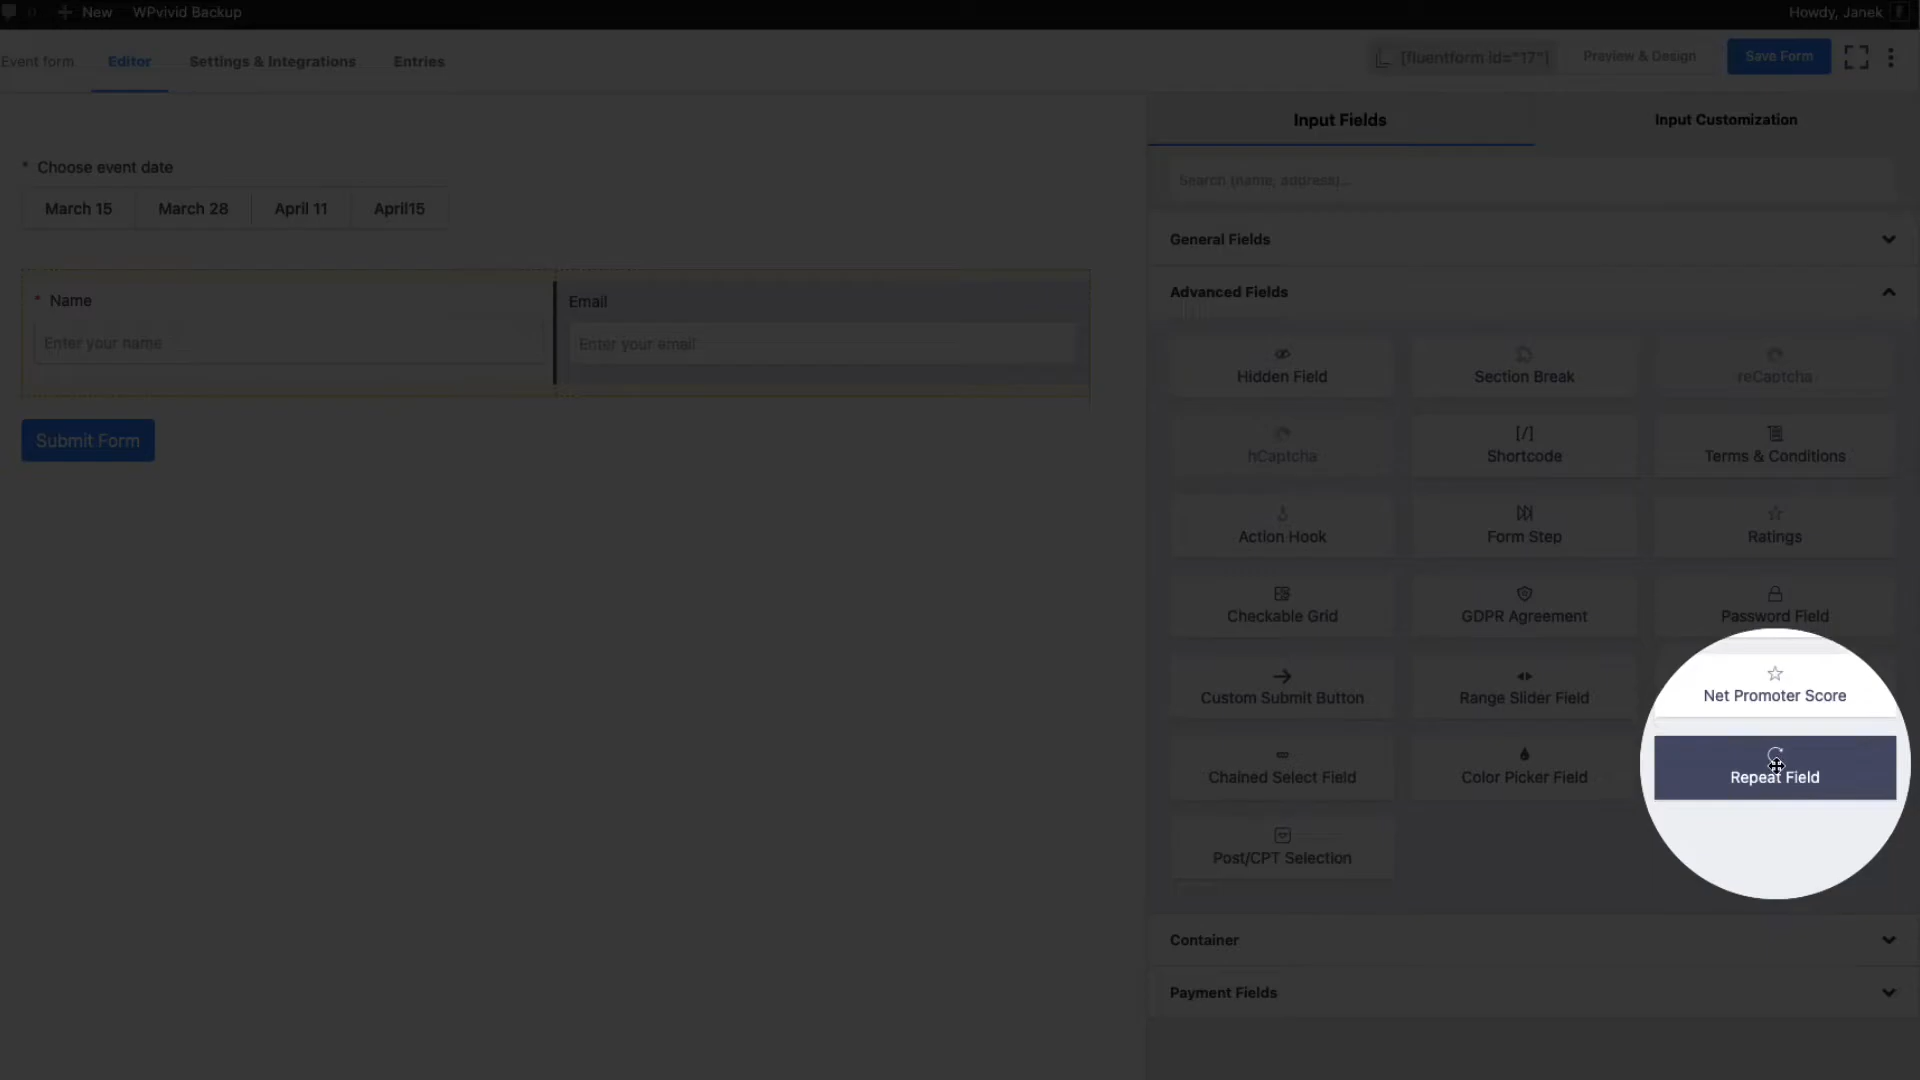 New WPvivid Backup Howdy, Janek
Event form Editor Settings & Integrations Entries [fluentform id="17"] Preview & Design Save Form
Input Fields Input Customization
* Choose event date
Search (name, address)...
March 15 March 28 April 11 April15
General Fields
Advanced Fields
* Name Email
Enter your name Enter your email
Hidden Field Section Break reCaptcha
Submit Form
hCaptcha Shortcode Terms & Conditions
Action Hook Form Step Ratings
Checkable Grid GDPR Agreement Password Field
Custom Submit Button Range Slider Field Net Promoter Score
Chained Select Field Color Picker Field Repeat Field
Post/CPT Selection
Container
Payment Fields